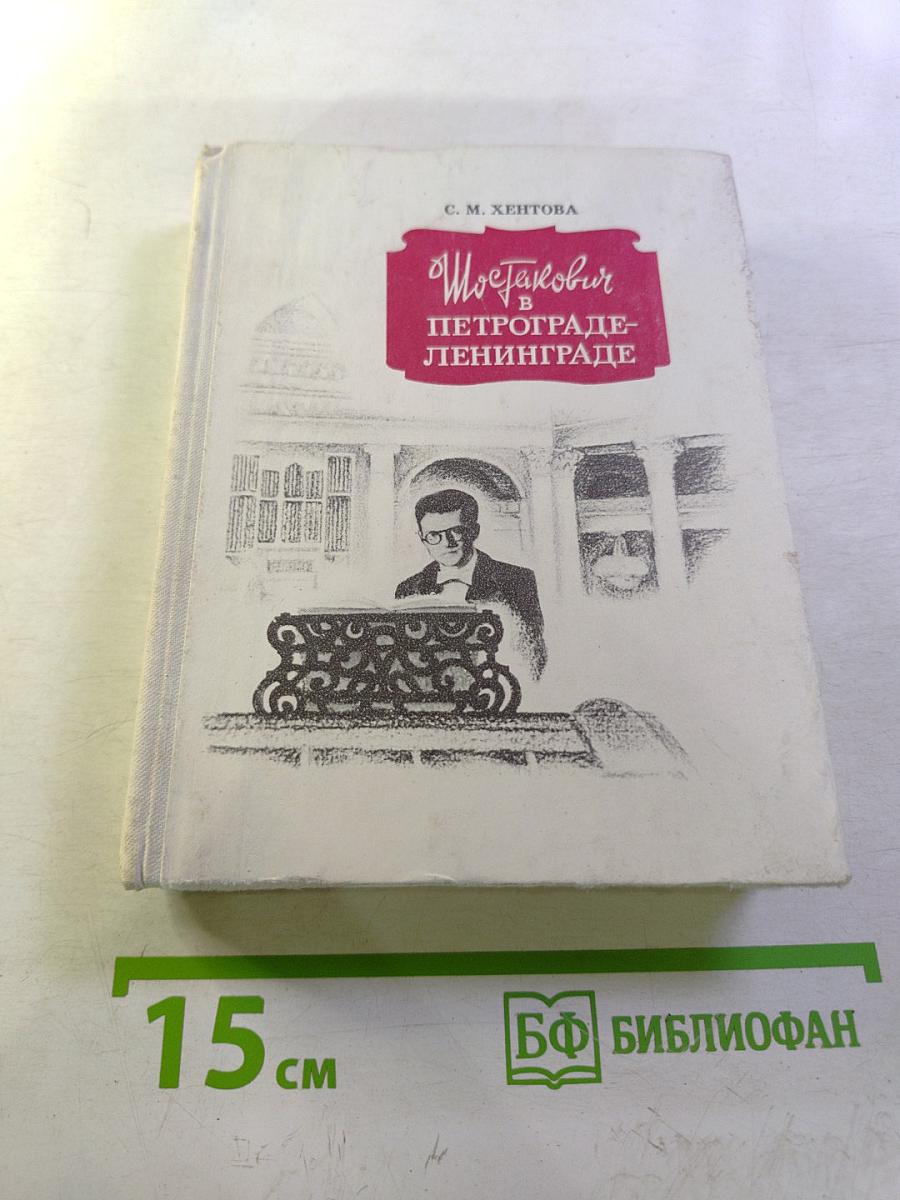 С. М. ХЕНТОВА
Шостакович
В
ПЕТРОГРАДЕ-
ЛЕНИНГРАДЕ
15 СМ
БФ БИБЛИОФАН